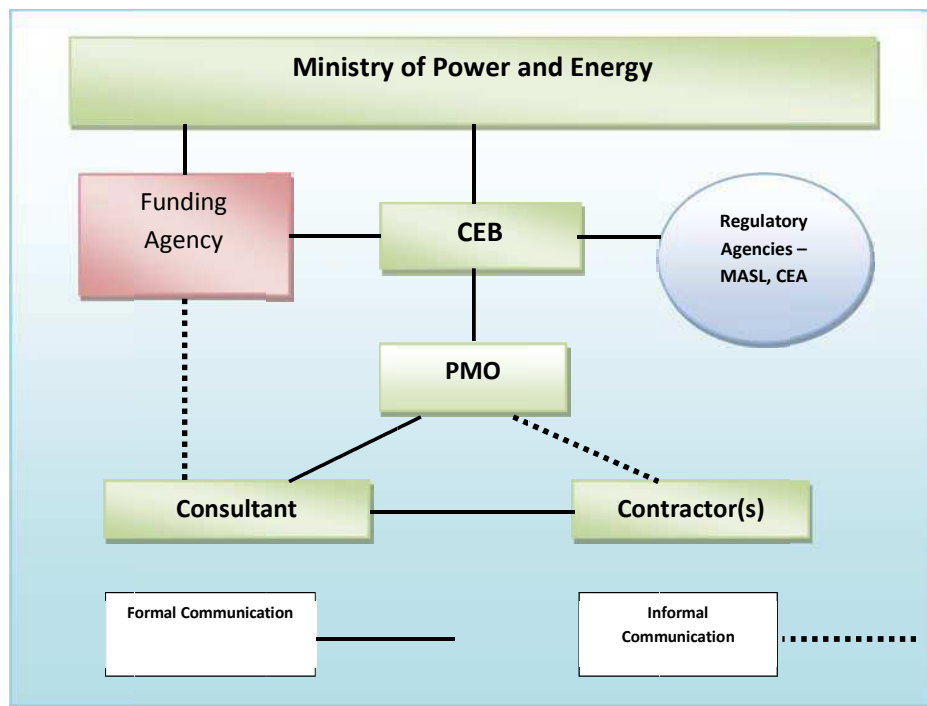 Ministry of Power and Energy
Funding
Agency
CEB
Regulatory
Agencies –
MASL, CEA
PMO
Consultant
Contractor(s)
Formal Communication
Informal
Communication